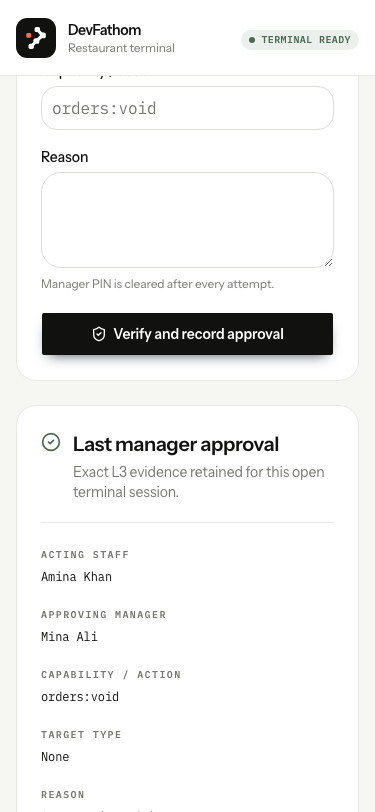 DevFathom
Restaurant terminal
TERMINAL READY
orders:void
Reason
Manager PIN is cleared after every attempt.
Verify and record approval
Last manager approval
Exact L3 evidence retained for this open
terminal session.
ACTING STAFF
Amina Khan
APPROVING MANAGER
Mina Ali
CAPABILITY / ACTION
orders:void
TARGET TYPE
None
REASON